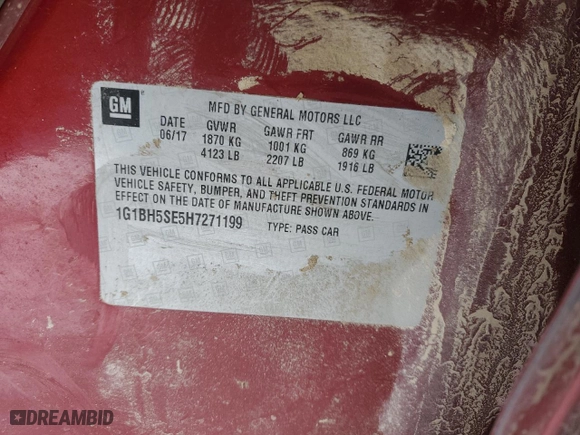 GM
MFD BY GENERAL MOTORS LLC
DATE GVWR GAWR FRT GAWR RR
06/17 1870 KG 1001 KG 869 KG
4123 LB 2207 LB 1916 LB
THIS VEHICLE CONFORMS TO ALL APPLICABLE U.S. FEDERAL MOTOR
VEHICLE SAFETY, BUMPER, AND THEFT PREVENTION STANDARDS IN
EFFECT ON THE DATE OF MANUFACTURE SHOWN ABOVE.
1G1BH5SE5H7271199 TYPE: PASS CAR
DREAMBID